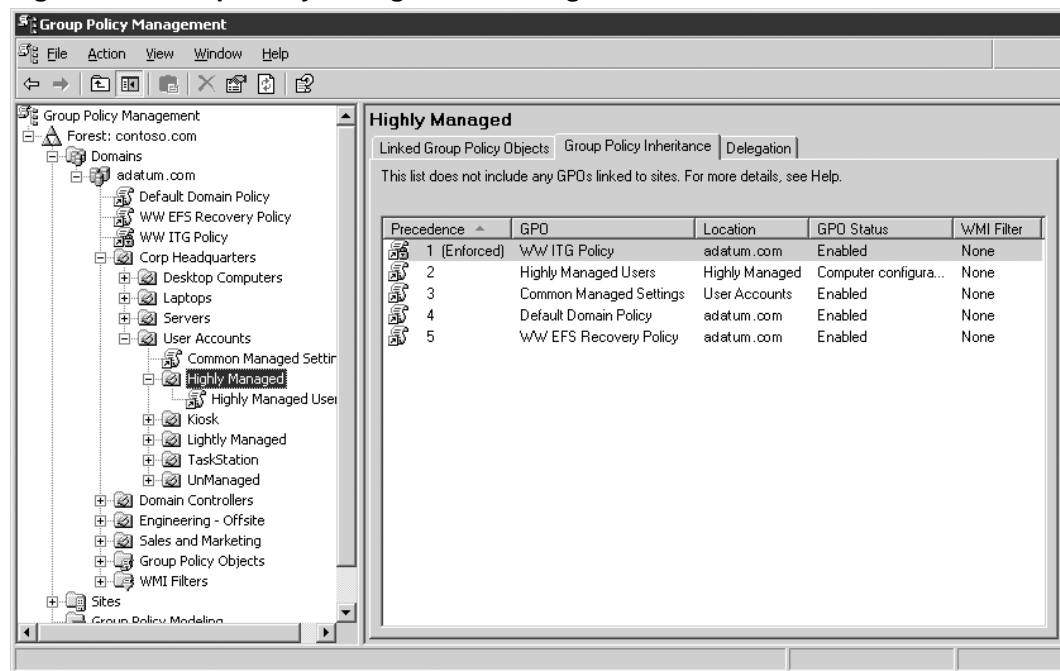 Group Policy Management
File Action View Window Help
Group Policy Management
Forest: contoso.com
Domains
adatum.com
Default Domain Policy
WW EFS Recovery Policy
WW ITG Policy
Corp Headquarters
Desktop Computers
Laptops
Servers
User Accounts
Common Managed Settin
Highly Managed
Highly Managed User
Kiosk
Lightly Managed
TaskStation
UnManaged
Domain Controllers
Engineering - Offsite
Sales and Marketing
Group Policy Objects
WMI Filters
Sites
Group Policy Modeling
Highly Managed
Linked Group Policy Objects Group Policy Inheritance Delegation
This list does not include any GPOs linked to sites. For more details, see Help.
Precedence GPO Location GPO Status WMI Filter
1 (Enforced) WW ITG Policy adatum.com Enabled None
2 Highly Managed Users Highly Managed Computer configura... None
3 Common Managed Settings User Accounts Enabled None
4 Default Domain Policy adatum.com Enabled None
5 WW EFS Recovery Policy adatum.com Enabled None